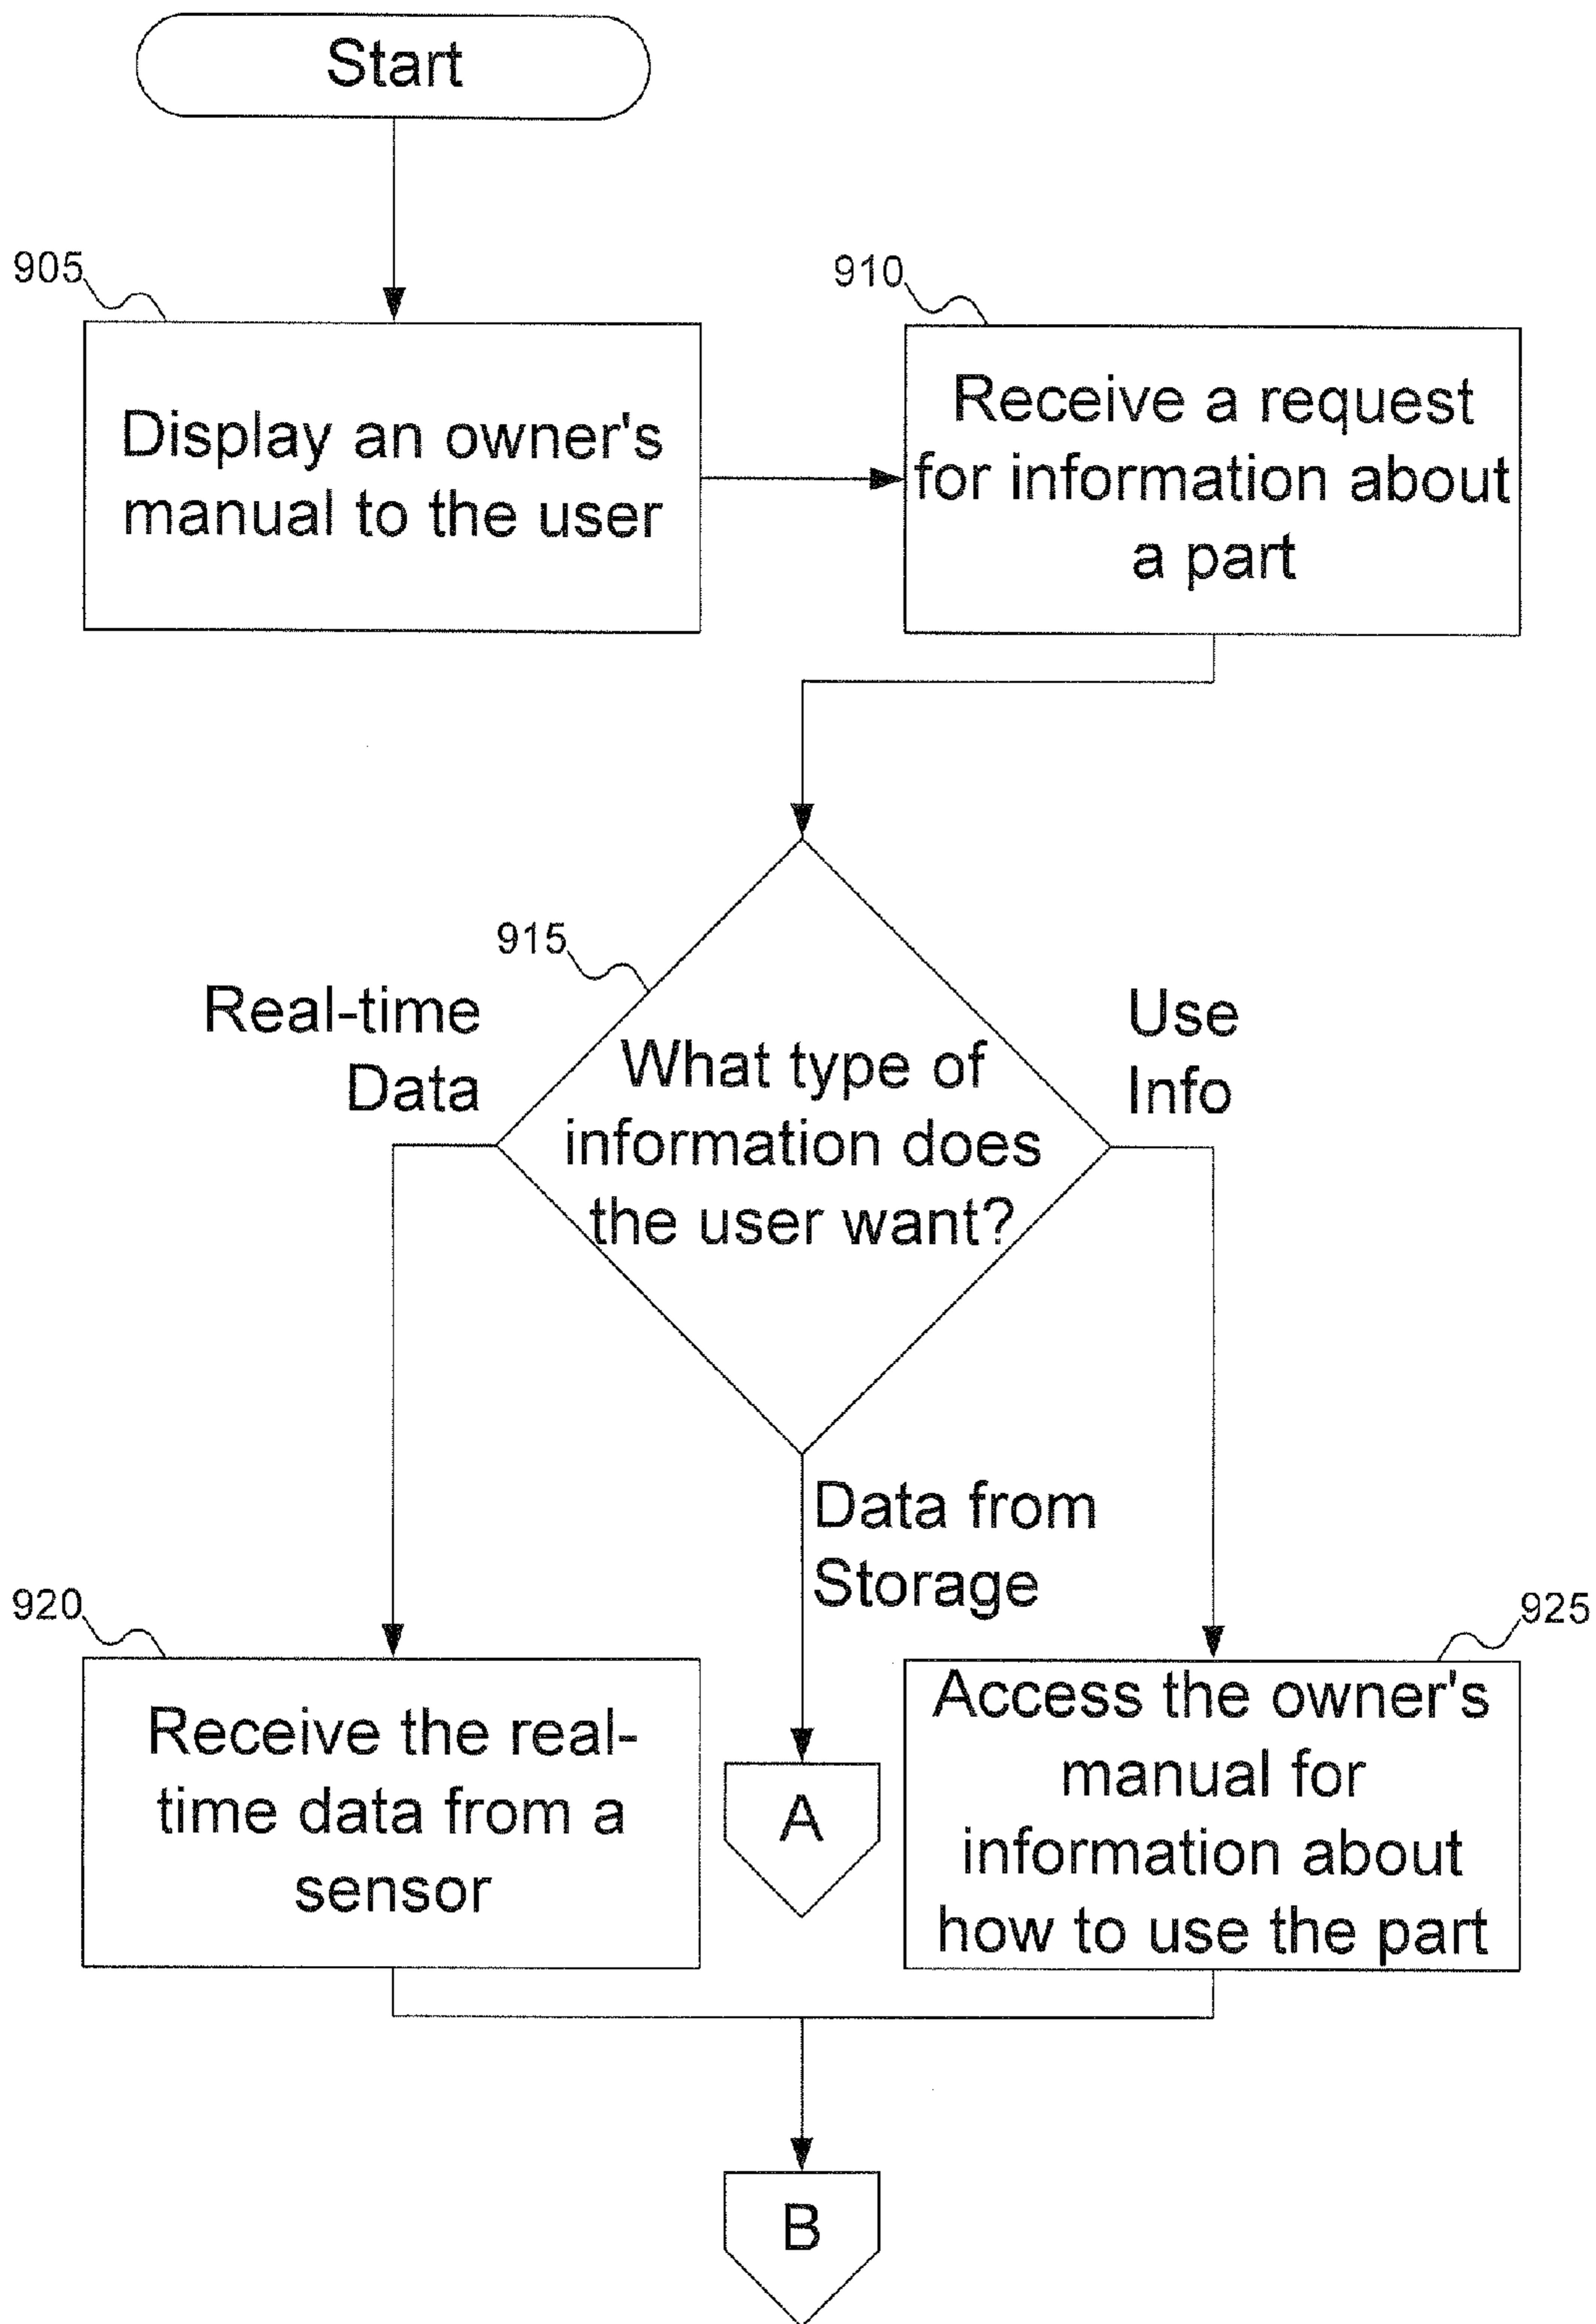 Start
905
Display an owner's
manual to the user
910
Receive a request
for information about
a part
915
Real-time
Data
What type of
information does
the user want?
Use
Info
Data from
Storage
920
Receive the real-
time data from a
sensor
A
925
Access the owner's
manual for
information about
how to use the part
B